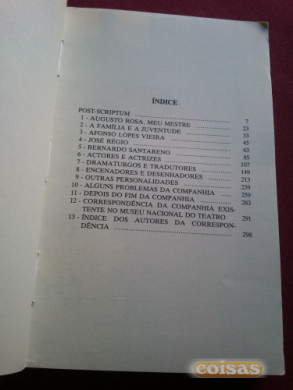 ÍNDICE
POST-SCRIPTUM
1 - AUGUSTO ROSA, MEU MESTRE 7
2 - A FAMÍLIA E A JUVENTUDE 23
3 - AFONSO LOPES VIEIRA 33
4 - JOSÉ RÉGIO 45
5 - BERNARDO SANTARENO 63
6 - ACTORES E ACTRIZES 85
7 - DRAMATURGOS E TRADUTORES 107
8 - ENCENADORES E DESENHADORES 149
9 - OUTRAS PERSONALIDADES 213
10 - ALGUNS PROBLEMAS DA COMPANHIA 239
11 - DEPOIS DO FIM DA COMPANHIA 259
12 - CORRESPONDÊNCIA DA COMPANHIA EXIS- 283
TENTE NO MUSEU NACIONAL DO TEATRO
13 - ÍNDICE DOS AUTORES DA CORRESPON- 291
DÊNCIA 298
coisas